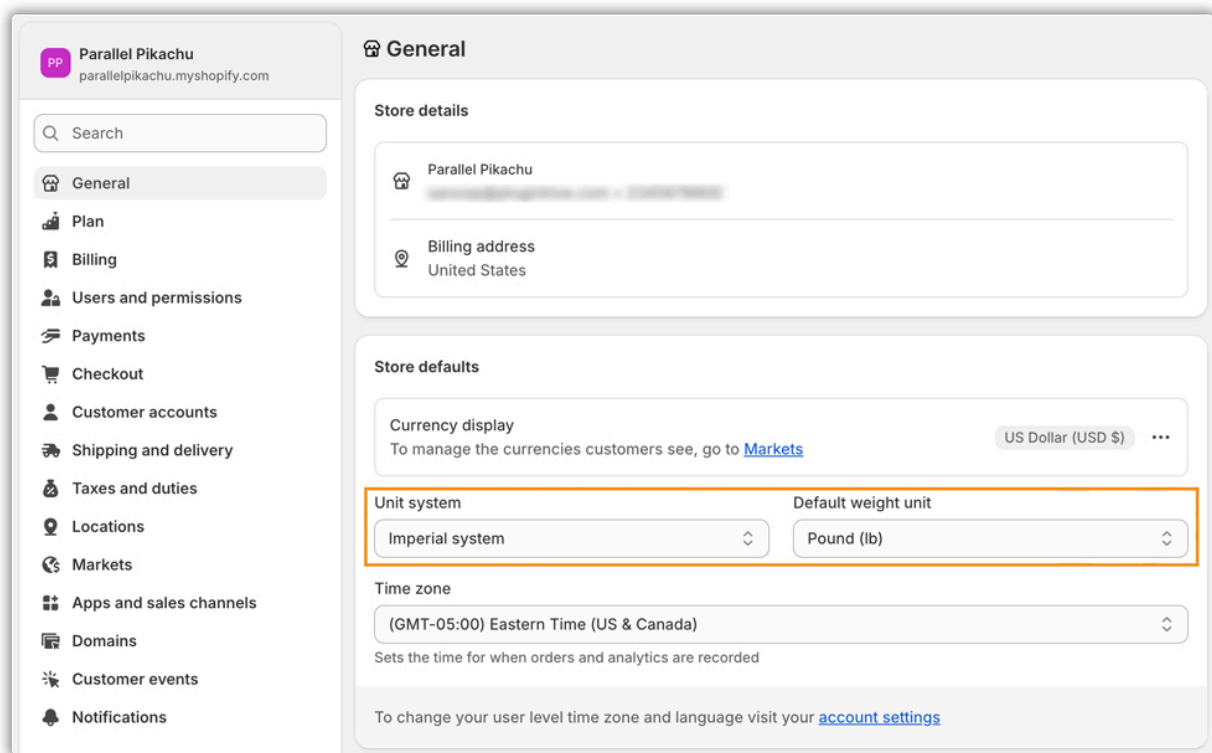 PP
Parallel Pikachu
parallelpikachu.myshopify.com
Search
General
Plan
Billing
Users and permissions
Payments
Checkout
Customer accounts
Shipping and delivery
Taxes and duties
Locations
Markets
Apps and sales channels
Domains
Customer events
Notifications
General
Store details
Parallel Pikachu
Billing address
United States
Store defaults
Currency display
To manage the currencies customers see, go to Markets
US Dollar (USD $)
Unit system
Default weight unit
Imperial system
Pound (lb)
Time zone
(GMT-05:00) Eastern Time (US & Canada)
Sets the time for when orders and analytics are recorded
To change your user level time zone and language visit your account settings